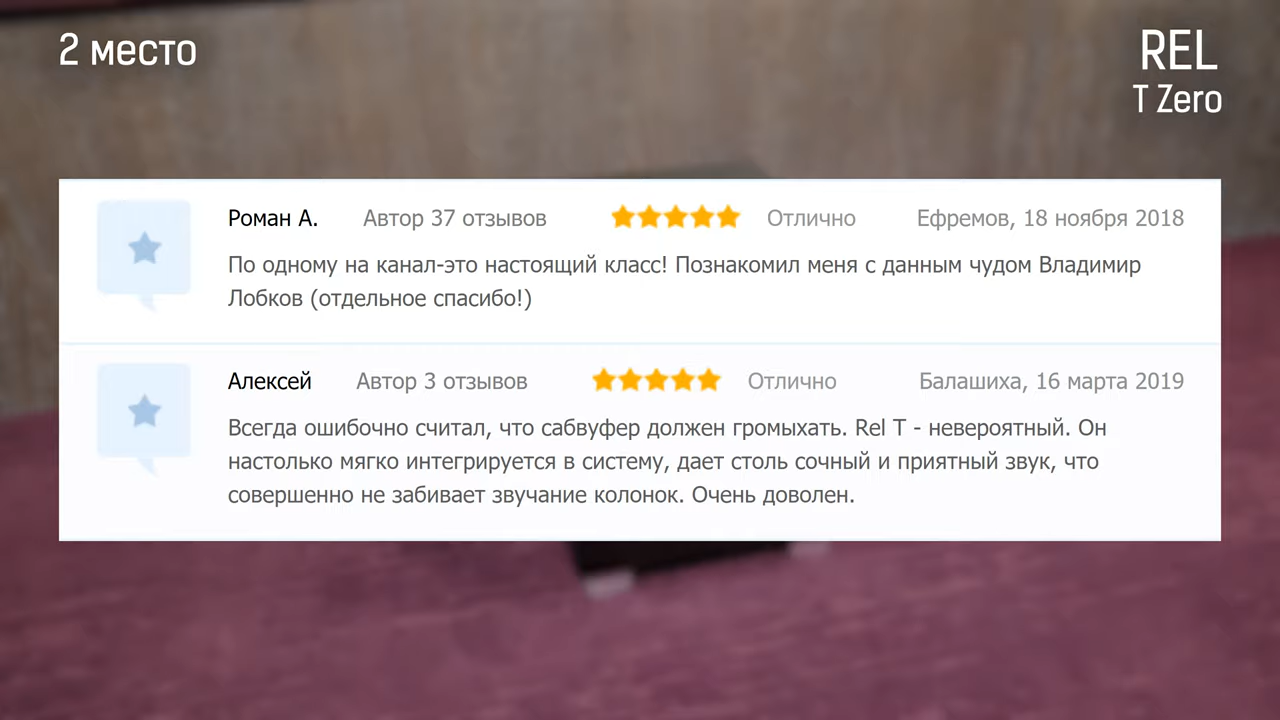 2 место
REL
T Zero
Роман А. Автор 37 отзывов Отлично Ефремов, 18 ноября 2018
По одному на канал-это настоящий класс! Познакомил меня с данным чудом Владимир
Лобков (отдельное спасибо!)
Алексей Автор 3 отзывов Отлично Балашиха, 16 марта 2019
Всегда ошибочно считал, что сабвуфер должен громыхать. Rel T - невероятный. Он
настолько мягко интегрируется в систему, дает столь сочный и приятный звук, что
совершенно не забивает звучание колонок. Очень доволен.